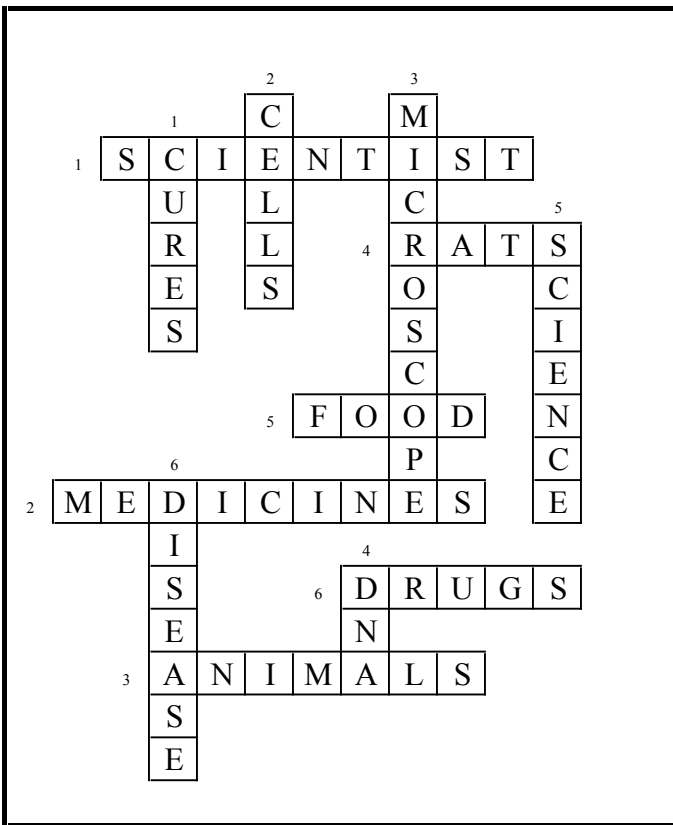 2 3
1 C M
1 S C I E N T I S T
U L C 5
R L 4 R A T S
E S O C
S S I
C E
5 F O O D N
6 P C
2 M E D I C I N E S E
I 4
S 6 D R U G S
E N
3 A N I M A L S
S
E